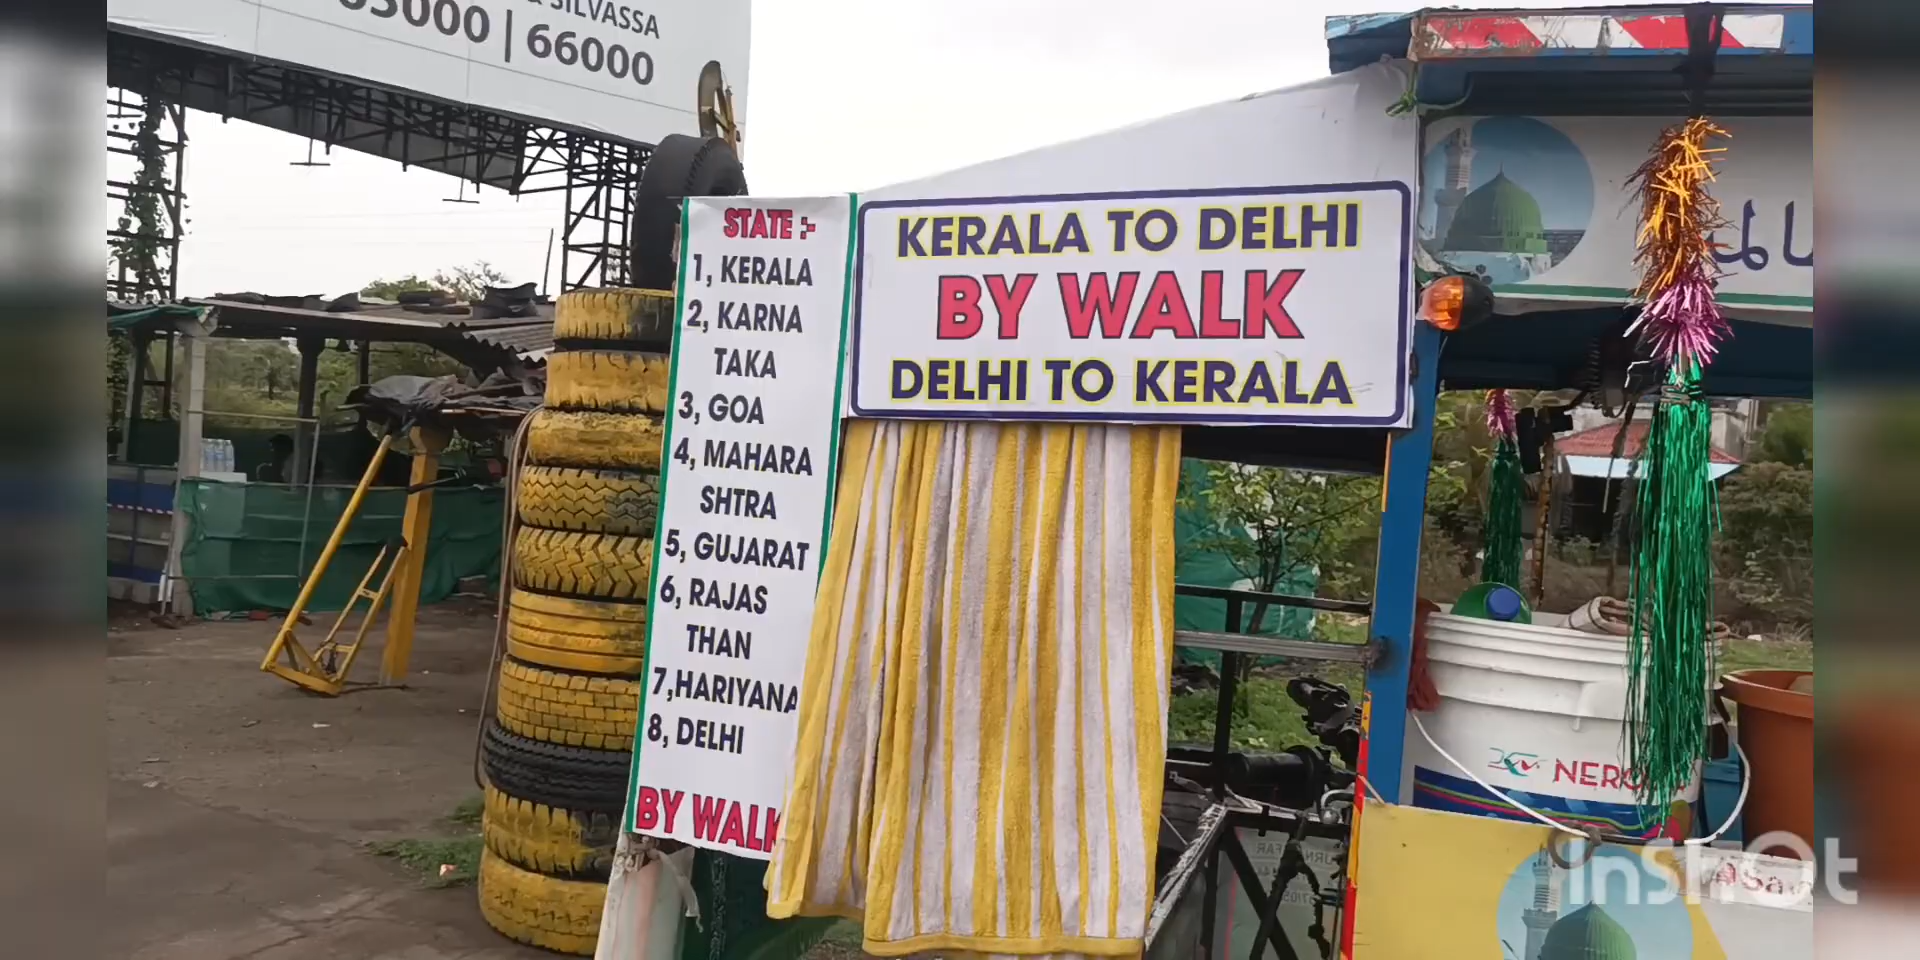 SILVASSA
66000
STATE :-
1, KERALA
2, KARNA
TAKA
3, GOA
4, MAHARA
SHTRA
5, GUJARAT
6, RAJAS
THAN
7,HARIYANA
8, DELHI
BY WALK
KERALA TO DELHI
BY WALK
DELHI TO KERALA
NERO
InShOt